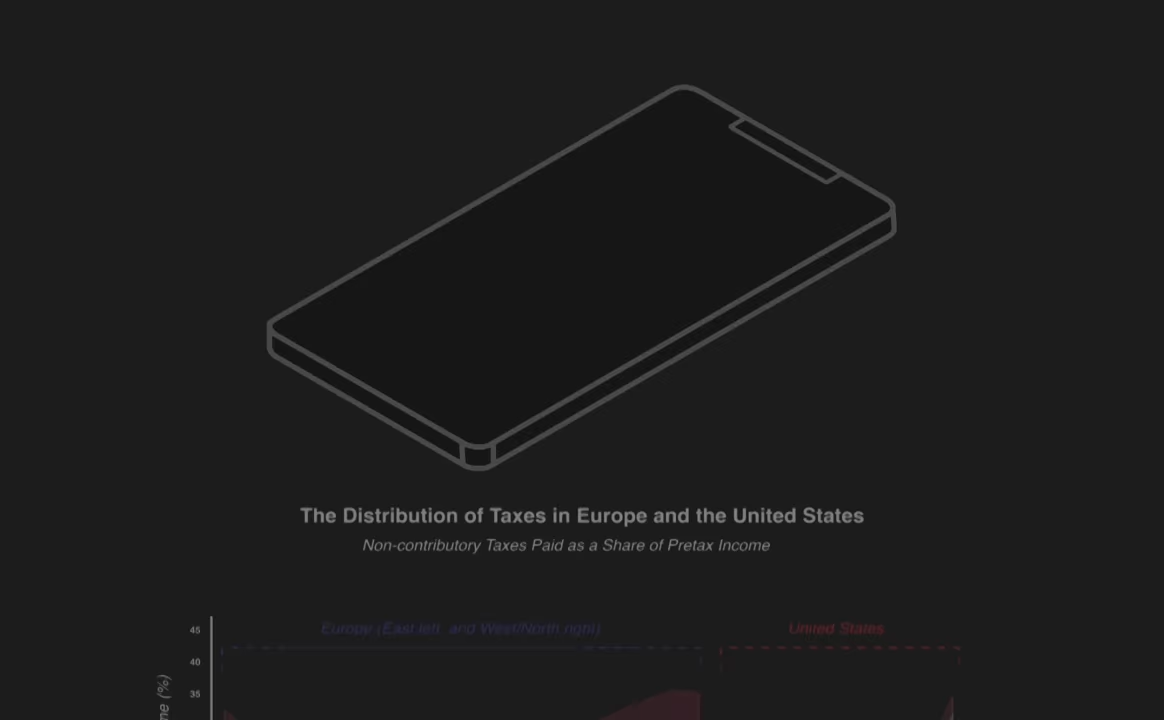 The Distribution of Taxes in Europe and the United States
Non-contributory Taxes Paid as a Share of Pretax Income
Europe (East left, and West/North right)
United States
45
40
35
(%)